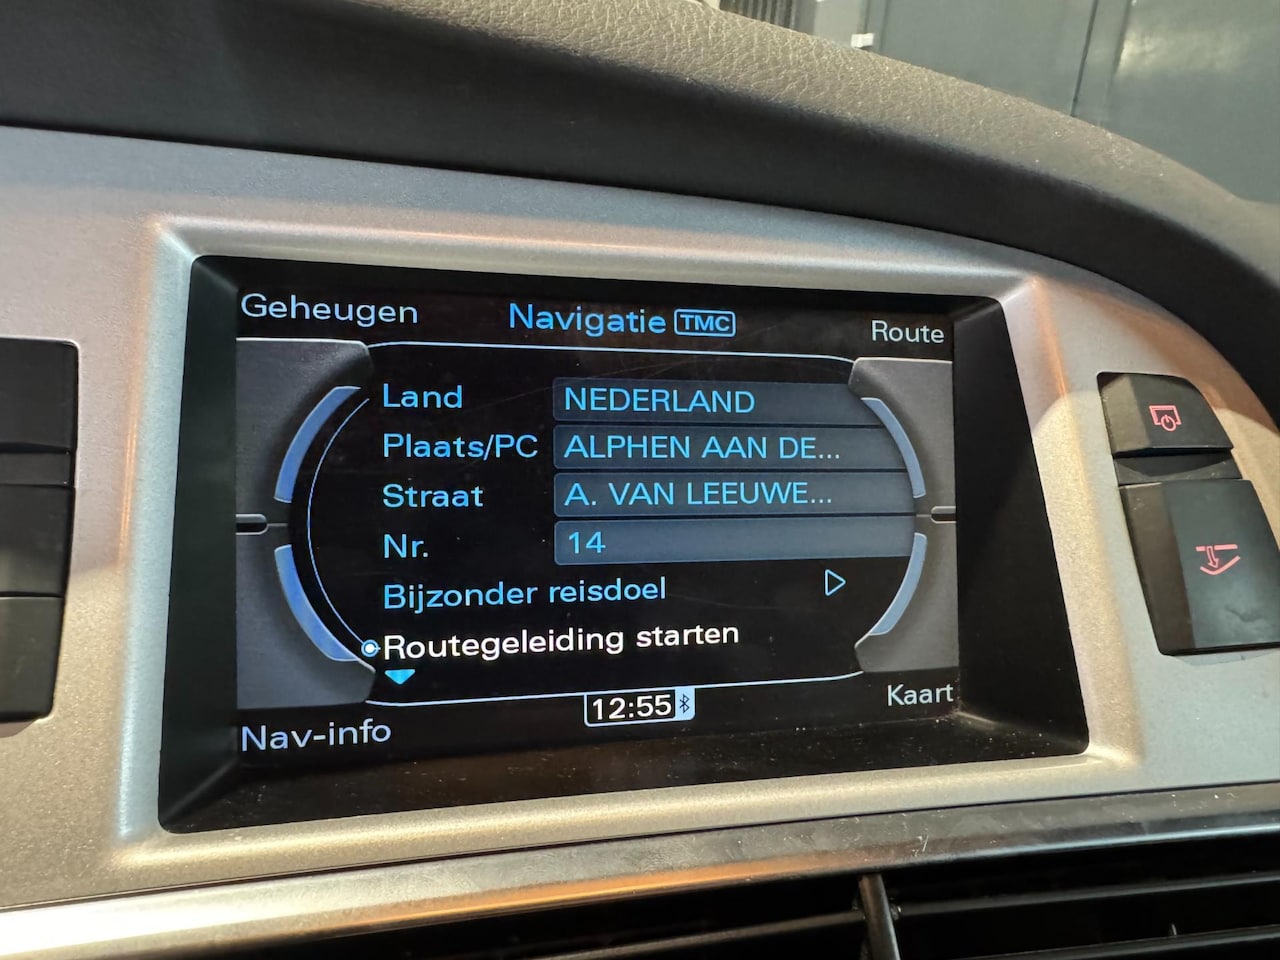 Geheugen
Navigatie TMC
Route
Land NEDERLAND
Plaats/PC ALPHEN AAN DE...
Straat A. VAN LEEUWE...
Nr. 14
Bijzonder reisdoel
Routegeleiding starten
12:55
Nav-info
Kaart